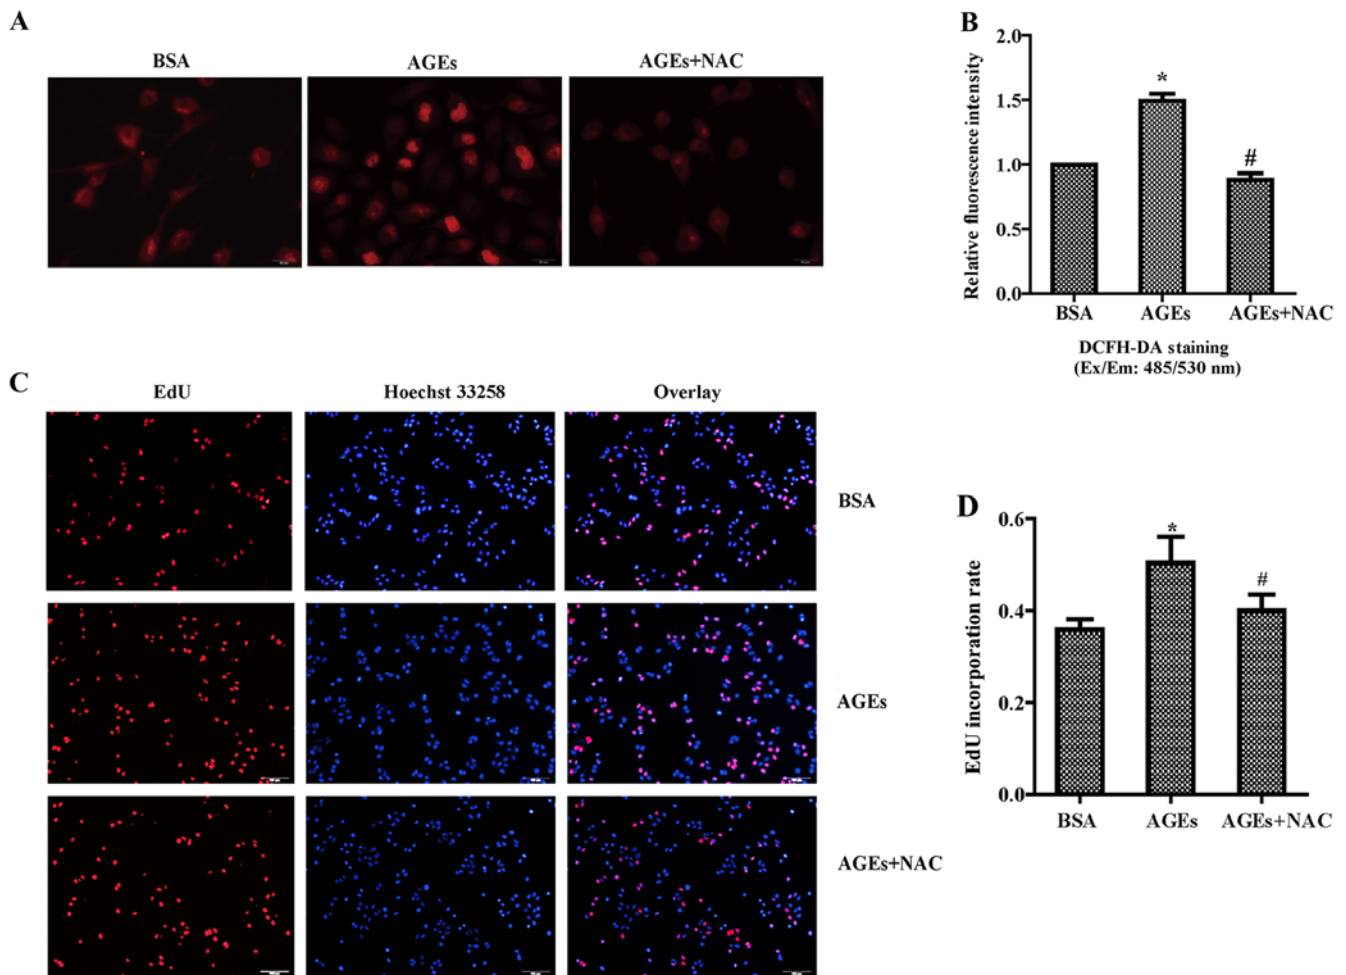 A
BSA
AGEs
AGEs+NAC
B
Relative fluorescence intensity
2.0
1.5
1.0
0.5
0.0
*
#
BSA
AGEs
AGEs+NAC
DCFH-DA staining
(Ex/Em: 485/530 nm)
C
EdU
Hoechst 33258
Overlay
BSA
AGEs
AGEs+NAC
D
EdU incorporation rate
0.6
0.4
0.2
0.0
*
#
BSA
AGEs
AGEs+NAC